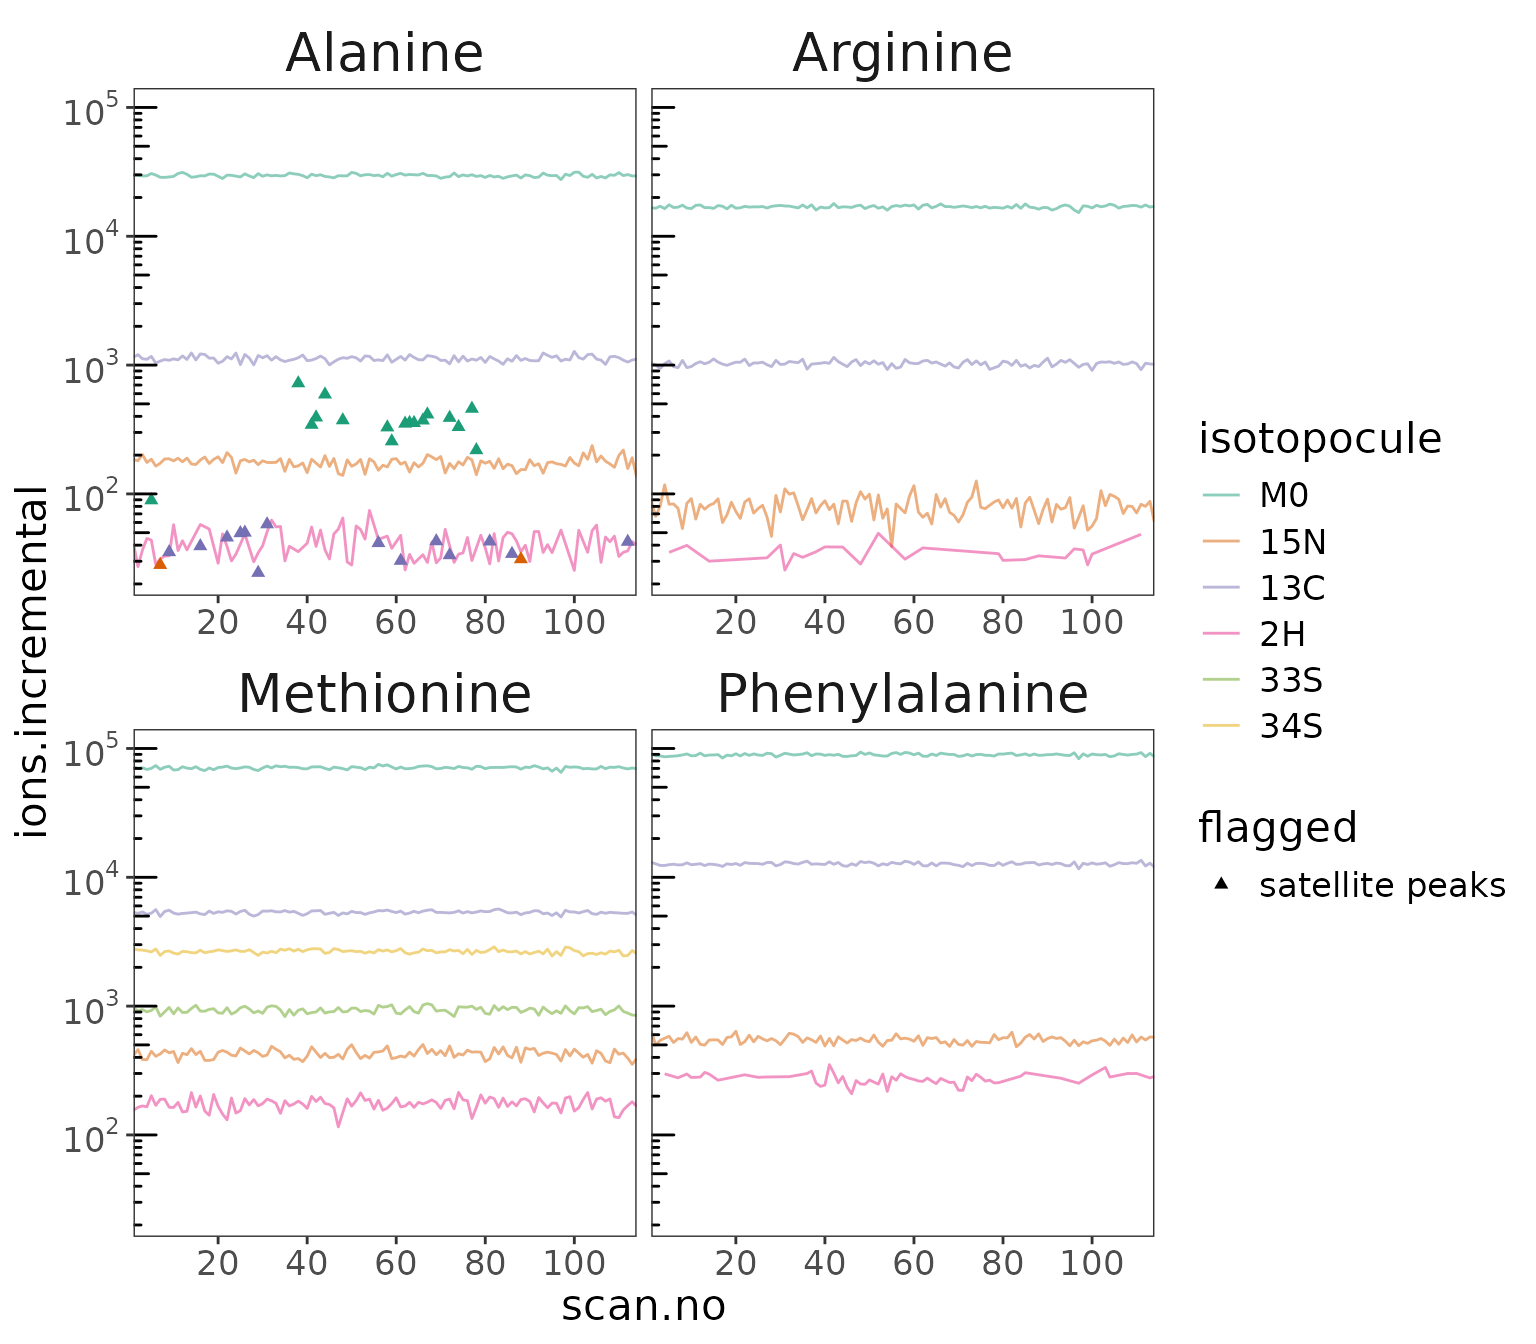 Alanine
Arginine
10^5
10^4
10^3
10^2
20 40 60 80 100
20 40 60 80 100
Methionine
Phenylalanine
10^5
10^4
10^3
10^2
20 40 60 80 100
20 40 60 80 100
scan.no
ions.incremental
isotopocule
M0
15N
13C
2H
33S
34S
flagged
satellite peaks